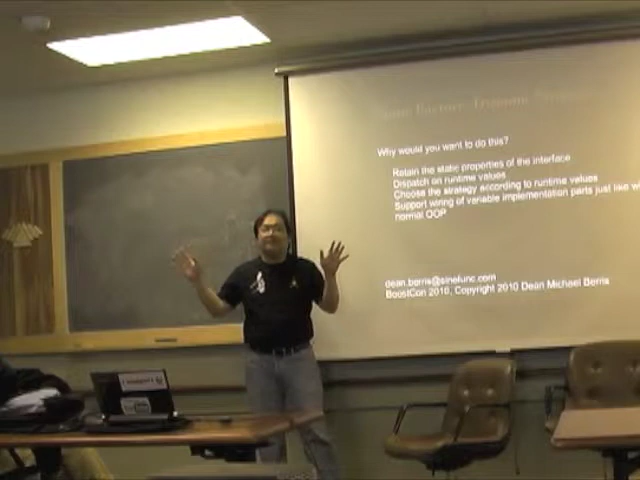 Why would you want to do this?
Retain the static properties of the interface
Dispatch on runtime values
Choose the strategy according to runtime values
Support wiring of variable implementation parts just like
normal OOP
dean.berris@sinefunc.com
BoostCon 2010, Copyright 2010 Dean Michael Berris